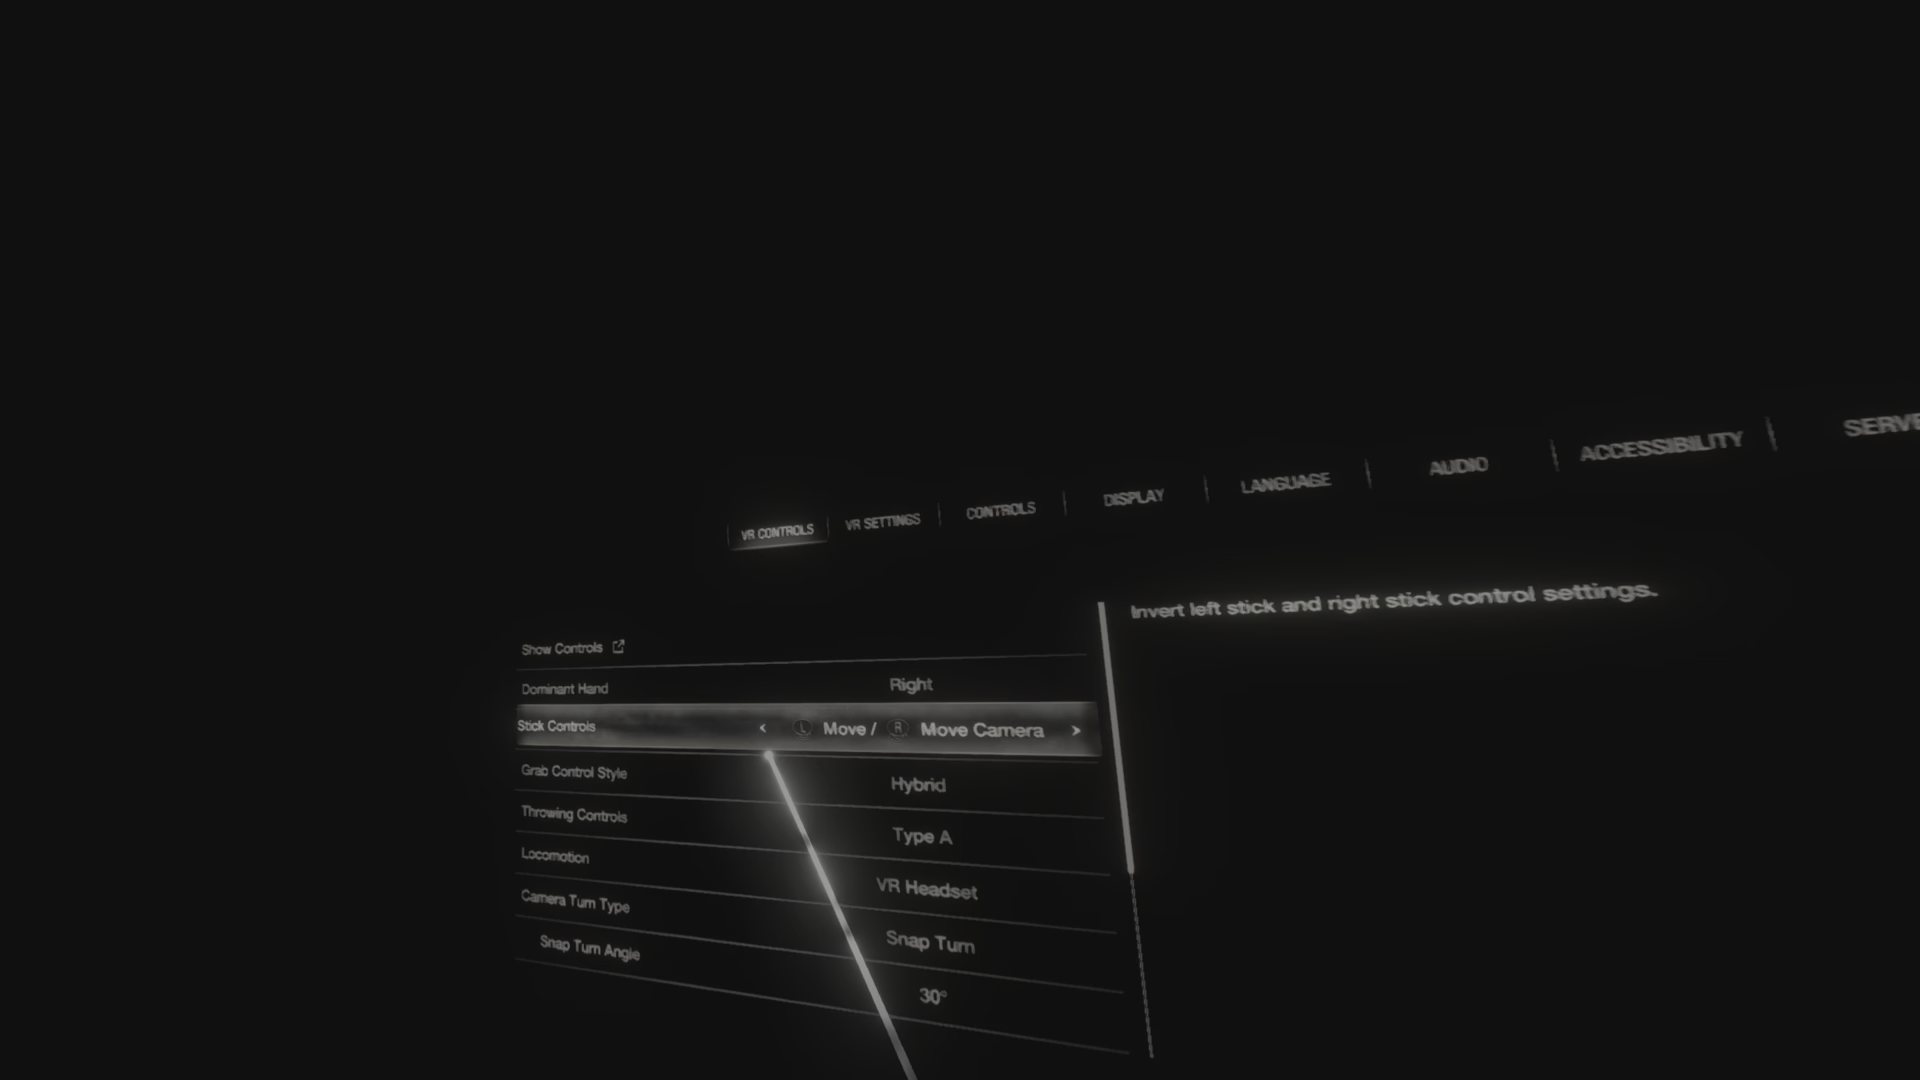 VR CONTROLS
VR SETTINGS
CONTROLS
DISPLAY
LANGUAGE
AUDIO
ACCESSIBILITY
Invert left stick and right stick control settings.
Show Controls
Dominant Hand Right
Stick Controls < L Move / R Move Camera >
Grab Control Style Hybrid
Throwing Controls Type A
Locomotion VR Headset
Camera Turn Type Snap Turn
Snap Turn Angle 30°